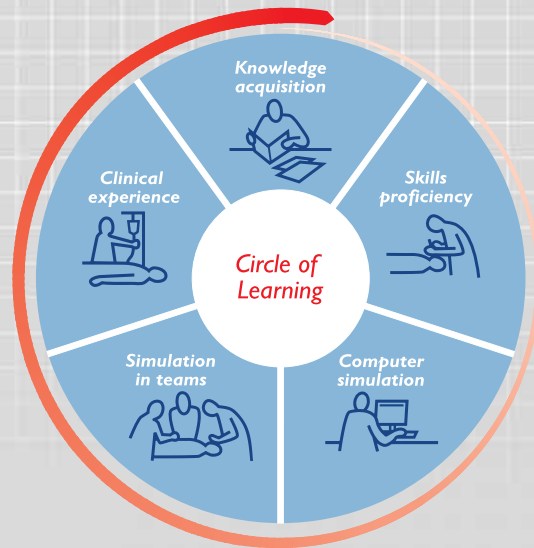 Knowledge
acquisition
Skills
proficiency
Computer
simulation
Simulation
in teams
Clinical
experience
Circle of
Learning